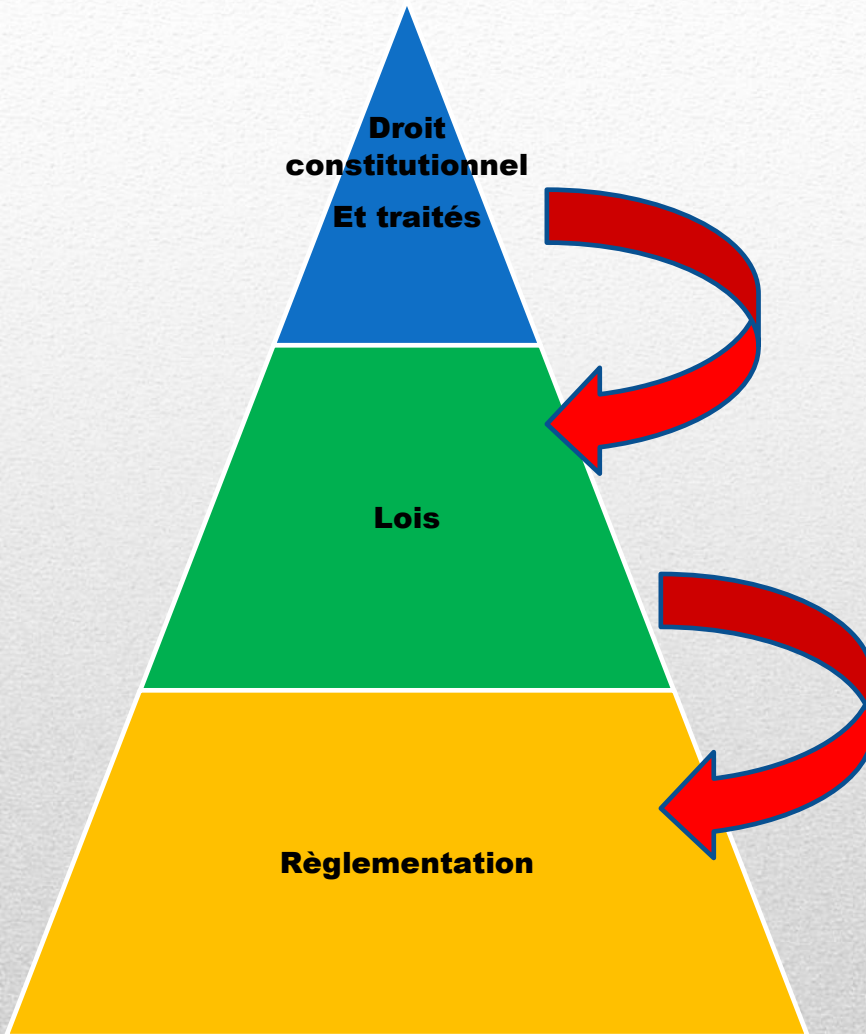 Droit
constitutionnel
Et traités
Lois
Règlementation